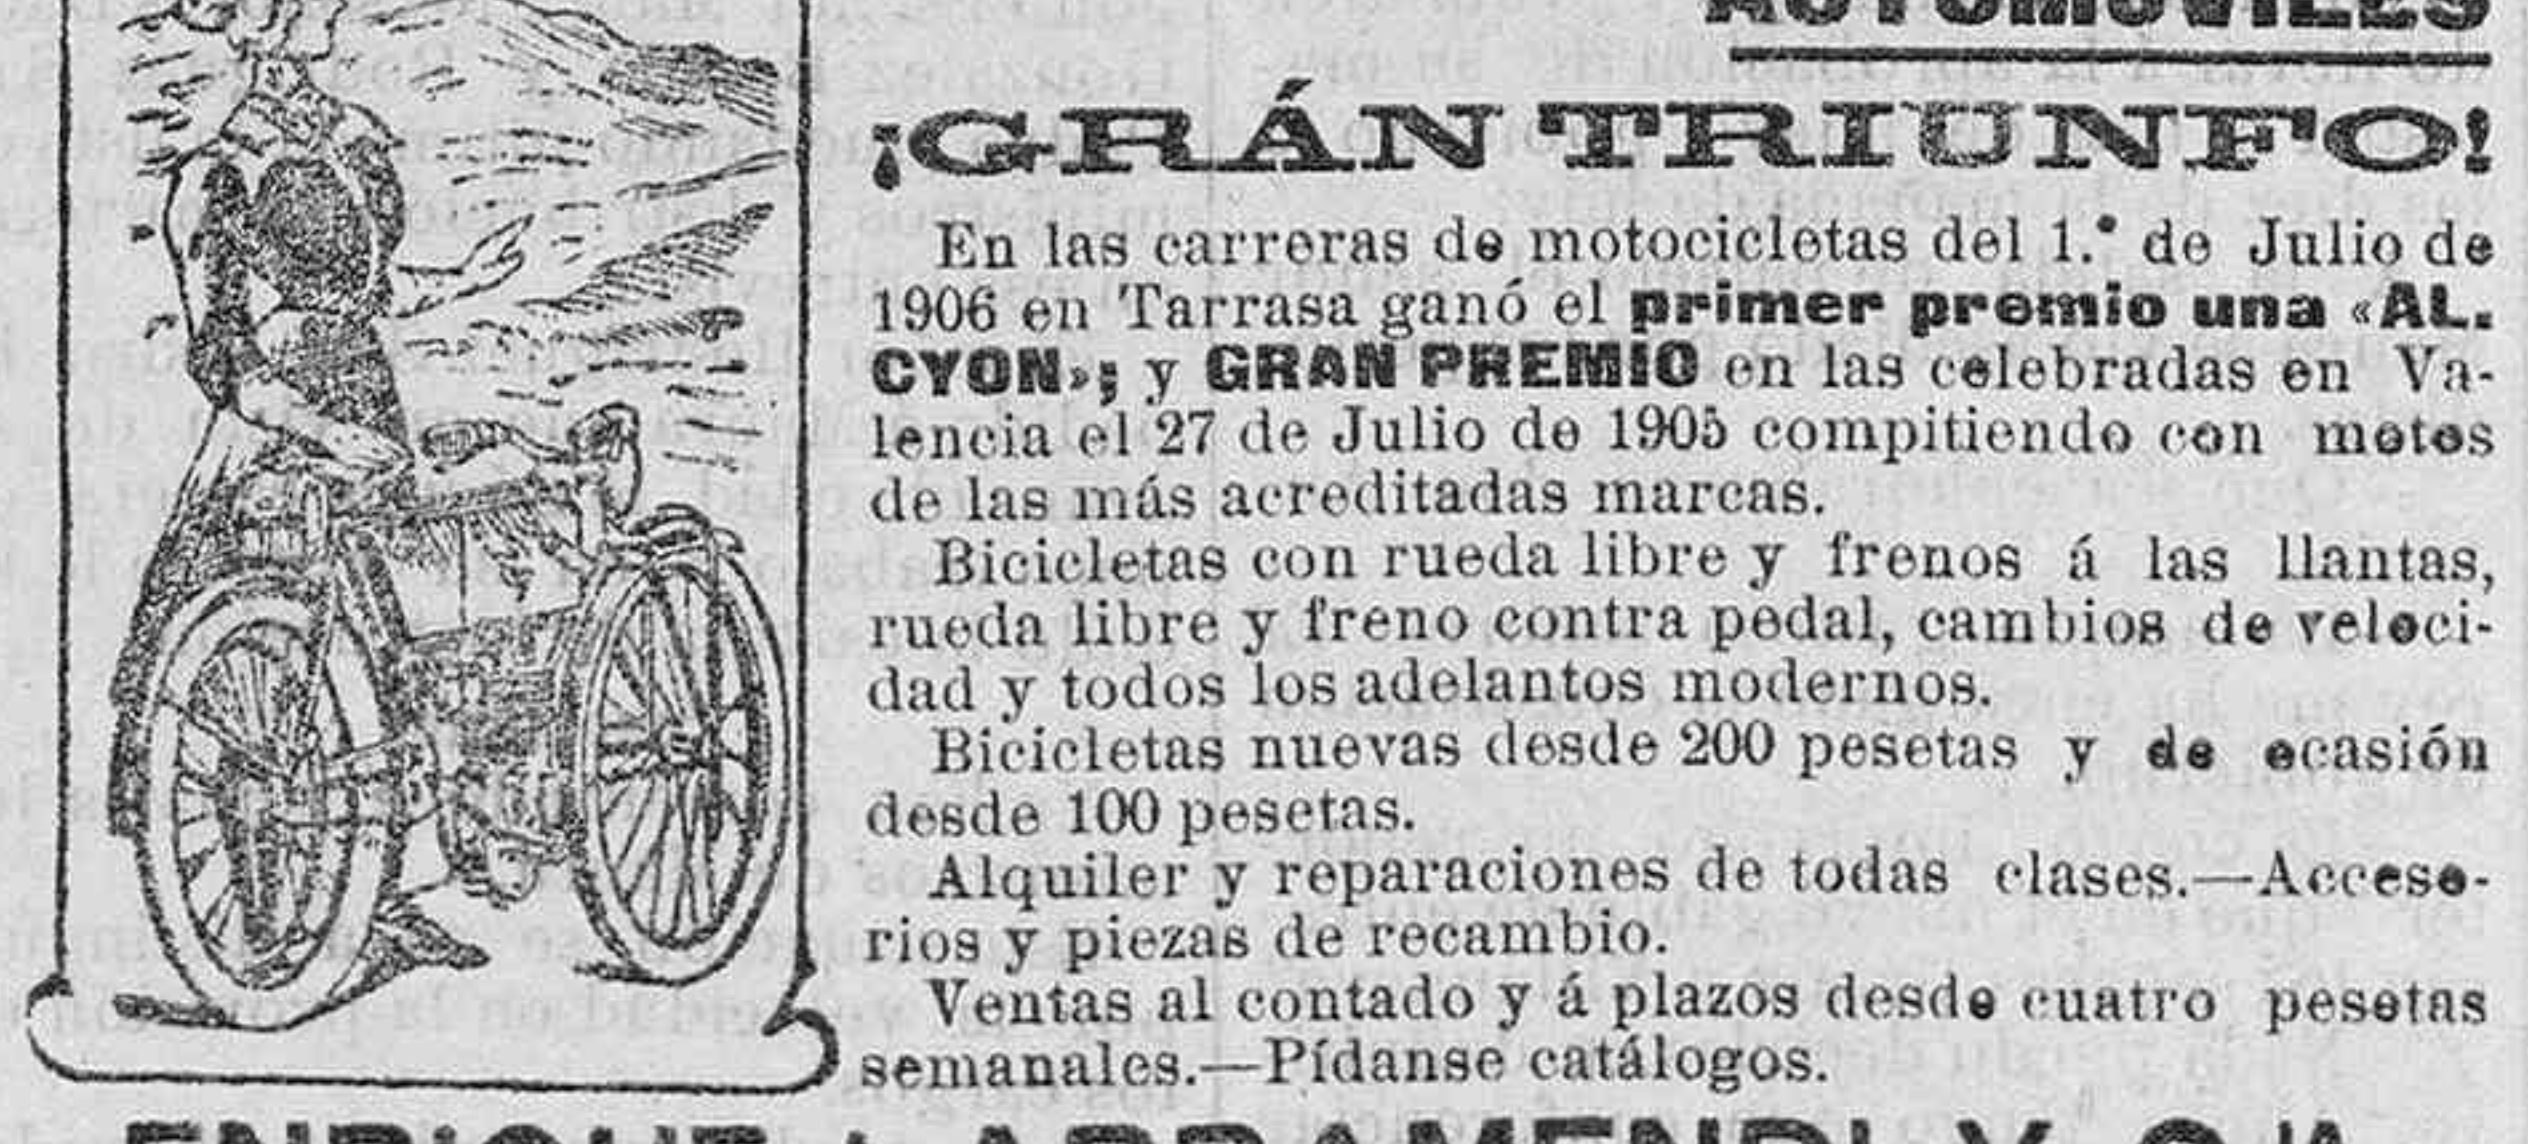 AUTOMOVILES
¡GRÁN TRIUNFO!
En las carreras de motocicletas del 1.º de Julio de
1906 en Tarrasa ganó el primer premio una «AL-
CYON»; y GRAN PREMIO en las celebradas en Va-
lencia el 27 de Julio de 1905 compitiendo con motos
de las más acreditadas marcas.
Bicicletas con rueda libre y frenos á las llantas,
rueda libre y freno contra pedal, cambios de veloci-
dad y todos los adelantos modernos.
Bicicletas nuevas desde 200 pesetas y de ocasión
desde 100 pesetas.
Alquiler y reparaciones de todas clases.—Acceso-
rios y piezas de recambio.
Ventas al contado y á plazos desde cuatro pesetas
semanales.—Pídanse catálogos.
ENRIQUE ARRAMENDI Y C.ª